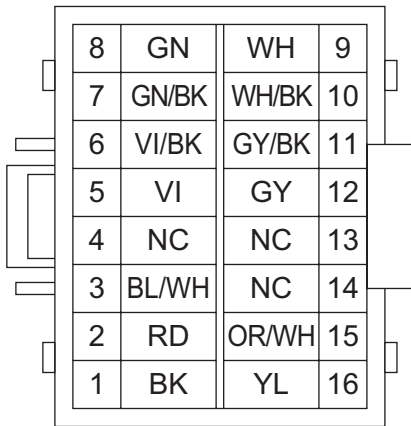 8 GN WH 9
7 GN/BK WH/BK 10
6 VI/BK GY/BK 11
5 VI GY 12
4 NC NC 13
3 BL/WH NC 14
2 RD OR/WH 15
1 BK YL 16